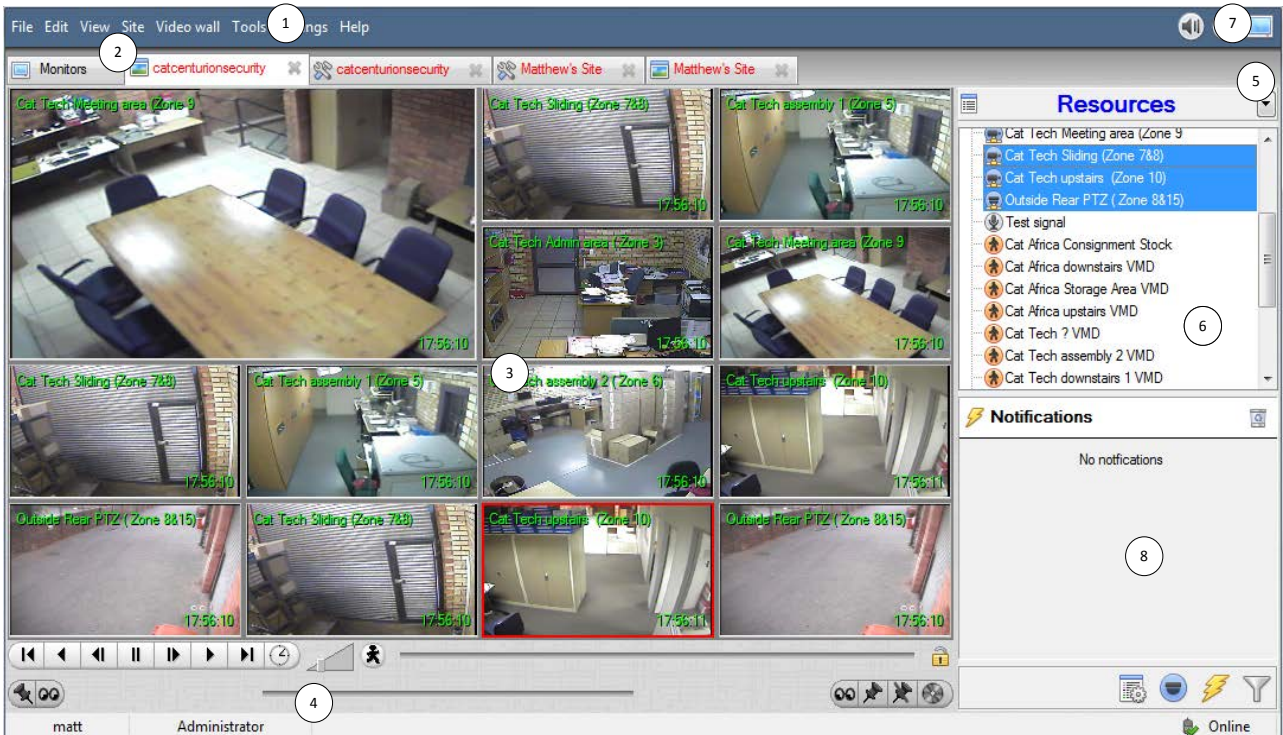 File Edit View Site Video wall Tools ngs Help
1
7
2
Monitors catcenturionsecurity catcenturionsecurity Matthew's Site Matthew's Site
5
Resources
Cat Tech Meeting area (Zone 9
Cat Tech Sliding (Zone 7&8)
Cat Tech upstairs (Zone 10)
Outside Rear PTZ ( Zone 8&15)
Test signal
Cat Africa Consignment Stock
Cat Africa downstairs VMD
Cat Africa Storage Area VMD
Cat Africa upstairs VMD
Cat Tech ? VMD
Cat Tech assembly 2 VMD
Cat Tech downstairs 1 VMD
6
Notifications
No notfications
8
Cat Tech Meeting area (Zone 9
17:56:10
Cat Tech Sliding (Zone 7&8)
17:56:10
Cat Tech assembly 1 (Zone 5)
17:56:10
Cat Tech Admin area ( Zone 3)
17:56:10
Cat Tech Meeting area (Zone 9
17:56:10
Cat Tech Sliding (Zone 7&8)
17:56:10
Cat Tech assembly 1 (Zone 5)
17:56:10
3
ch assembly 2 ( Zone 6)
17:56:10
Cat Tech upstairs (Zone 10)
17:56:11
Outside Rear PTZ ( Zone 8&15)
17:56:10
Cat Tech Sliding (Zone 7&8)
17:56:10
Cat Tech upstairs (Zone 10)
17:56:11
Outside Rear PTZ ( Zone 8&15)
17:56:10
4
matt Administrator Online